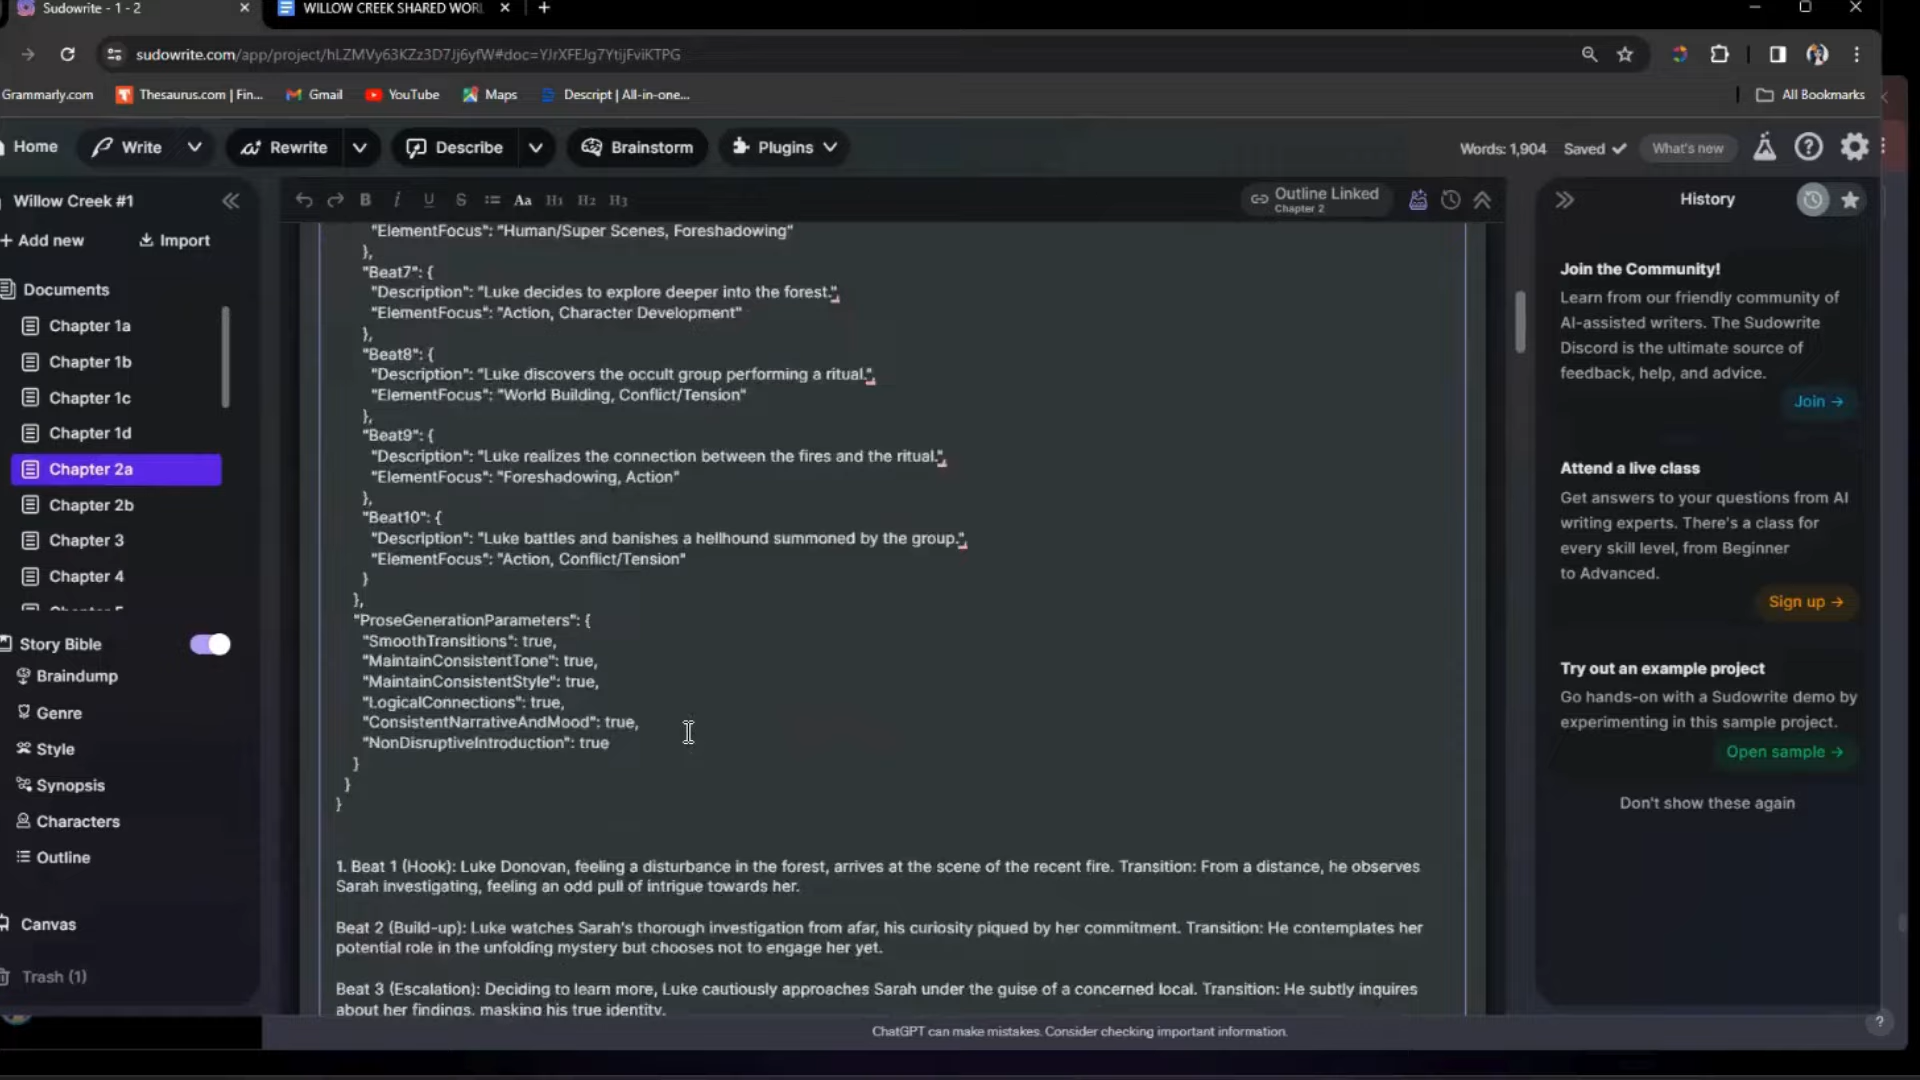 Sudowrite - 1 - 2
WILLOW CREEK SHARED WORL
sudowrite.com/app/project/hLZMVy63KZz3D7Jj6yfW#doc=YJrXFEJg7YtijFviKTPG
Grammarly.com
Thesaurus.com | Fin...
Gmail
YouTube
Maps
Descript | All-in-one...
All Bookmarks
Home
Write
Rewrite
Describe
Brainstorm
Plugins
Words: 1,904
Saved
What's new
Willow Creek #1
Add new
Import
Documents
Chapter 1a
Chapter 1b
Chapter 1c
Chapter 1d
Chapter 2a
Chapter 2b
Chapter 3
Chapter 4
Story Bible
Braindump
Genre
Style
Synopsis
Characters
Outline
Canvas
Trash (1)
B i U S Aa H1 H2 H3
Outline Linked
Chapter 2
"ElementFocus": "Human/Super Scenes, Foreshadowing"
},
"Beat7": {
"Description": "Luke decides to explore deeper into the forest.",
"ElementFocus": "Action, Character Development"
},
"Beat8": {
"Description": "Luke discovers the occult group performing a ritual.",
"ElementFocus": "World Building, Conflict/Tension"
},
"Beat9": {
"Description": "Luke realizes the connection between the fires and the ritual.",
"ElementFocus": "Foreshadowing, Action"
},
"Beat10": {
"Description": "Luke battles and banishes a hellhound summoned by the group.",
"ElementFocus": "Action, Conflict/Tension"
}
},
"ProseGenerationParameters": {
"SmoothTransitions": true,
"MaintainConsistentTone": true,
"MaintainConsistentStyle": true,
"LogicalConnections": true,
"ConsistentNarrativeAndMood": true,
"NonDisruptiveIntroduction": true
}
}
}
1. Beat 1 (Hook): Luke Donovan, feeling a disturbance in the forest, arrives at the scene of the recent fire. Transition: From a distance, he observes
Sarah investigating, feeling an odd pull of intrigue towards her.
Beat 2 (Build-up): Luke watches Sarah's thorough investigation from afar, his curiosity piqued by her commitment. Transition: He contemplates her
potential role in the unfolding mystery but chooses not to engage her yet.
Beat 3 (Escalation): Deciding to learn more, Luke cautiously approaches Sarah under the guise of a concerned local. Transition: He subtly inquires
about her findings, masking his true identity.
History
Join the Community!
Learn from our friendly community of
AI-assisted writers. The Sudowrite
Discord is the ultimate source of
feedback, help, and advice.
Join →
Attend a live class
Get answers to your questions from AI
writing experts. There's a class for
every skill level, from Beginner
to Advanced.
Sign up →
Try out an example project
Go hands-on with a Sudowrite demo by
experimenting in this sample project.
Open sample →
Don't show these again
ChatGPT can make mistakes. Consider checking important information.
?